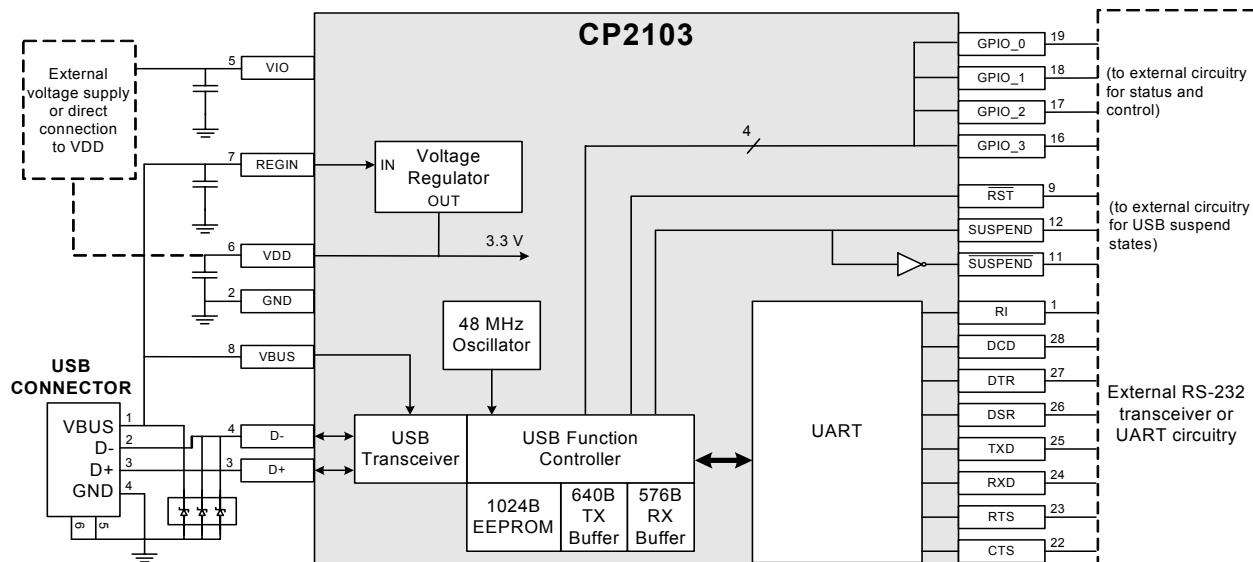 CP2103
External
voltage supply
or direct
connection
to VDD
5
VIO
7
REGIN
IN
Voltage
Regulator
OUT
6
VDD
3.3 V
2
GND
48 MHz
Oscillator
8
VBUS
USB
CONNECTOR
VBUS
1
D-
2
D+
3
GND
4
6
5
4
D-
3
D+
USB
Transceiver
USB Function
Controller
1024B
EEPROM
640B
TX
Buffer
576B
RX
Buffer
UART
4
GPIO_0
19
GPIO_1
18
GPIO_2
17
GPIO_3
16
RST
9
SUSPEND
12
SUSPEND
11
RI
1
DCD
28
DTR
27
DSR
26
TXD
25
RXD
24
RTS
23
CTS
22
(to external circuitry
for status and
control)
(to external circuitry
for USB suspend
states)
External RS-232
transceiver or
UART circuitry